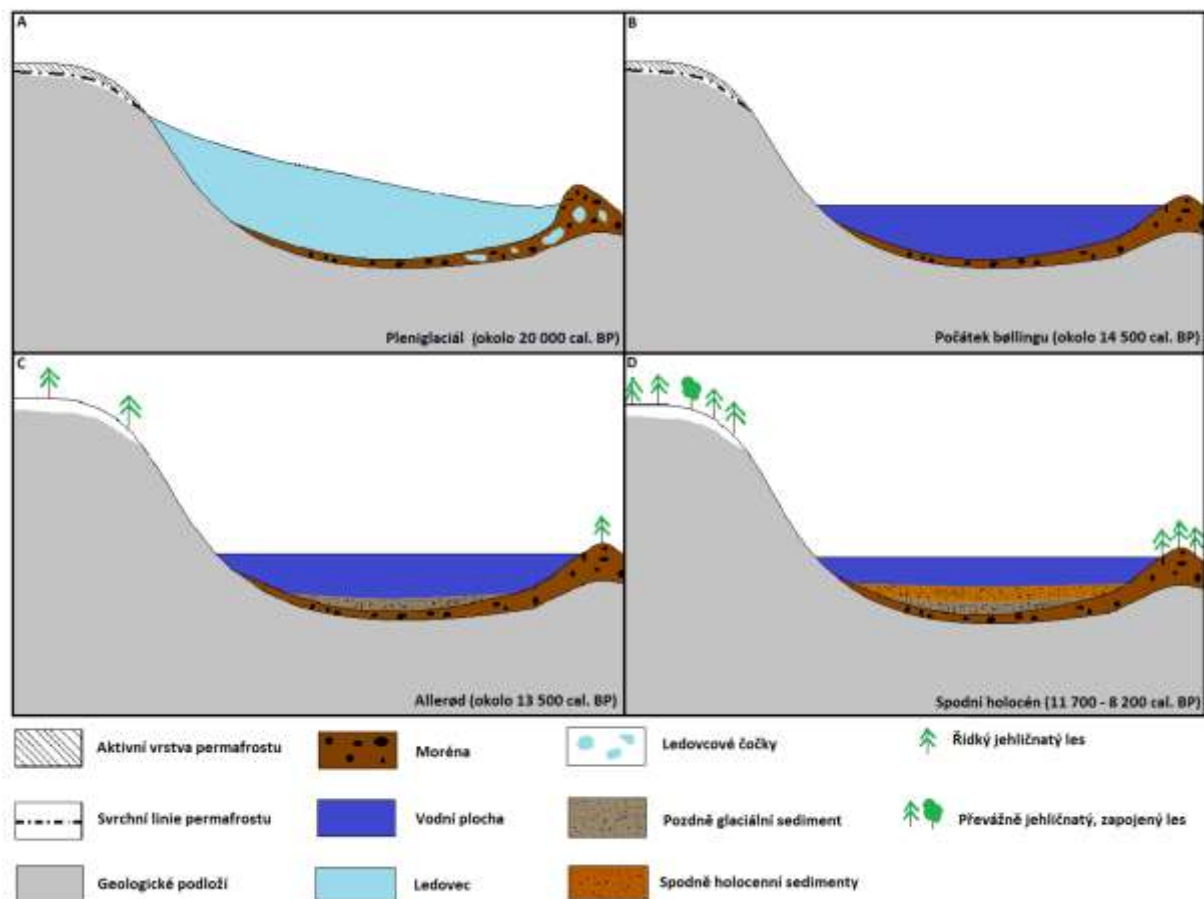 A
Pleniglaciál (okolo 20 000 cal. BP)
B
Počátek bøllingu (okolo 14 500 cal. BP)
C
Allerød (okolo 13 500 cal. BP)
D
Spodní holocén (11 700 - 8 200 cal. BP)
Aktivní vrstva permafrostu
Moréna
Ledovcové čočky
Řídký jehličnatý les
Svrchní linie permafrostu
Vodní plocha
Pozdně glaciální sediment
Převážně jehličnatý, zapojený les
Geologické podloží
Ledovec
Spodně holocenní sedimenty